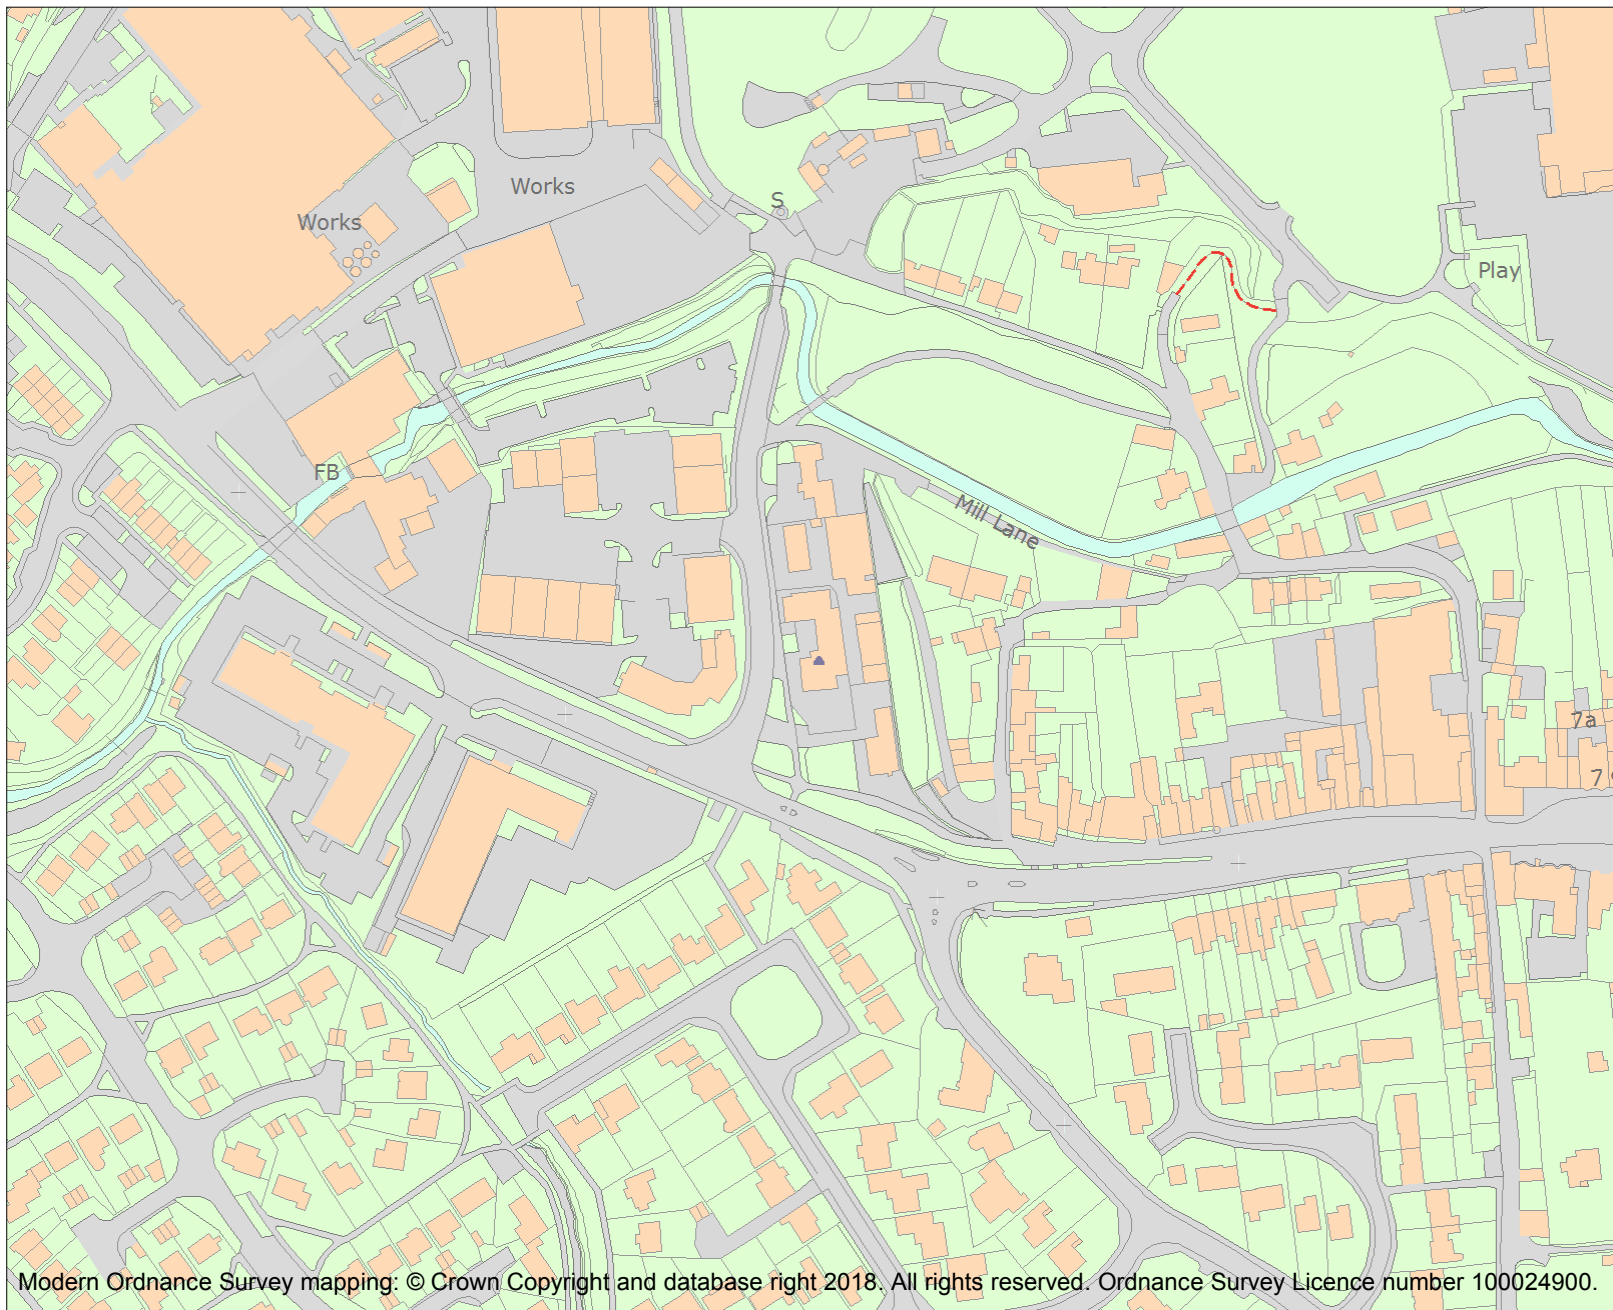 Works
S
Works
Play
FB
Mill Lane
7a
7
Modern Ordnance Survey mapping: © Crown Copyright and database right 2018. All rights reserved. Ordnance Survey Licence number 100024900.